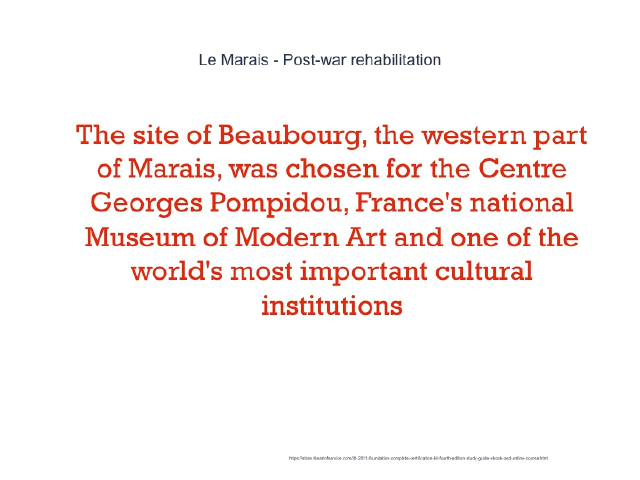 Le Marais - Post-war rehabilitation
The site of Beaubourg, the western part
of Marais, was chosen for the Centre
Georges Pompidou, France's national
Museum of Modern Art and one of the
world's most important cultural
institutions